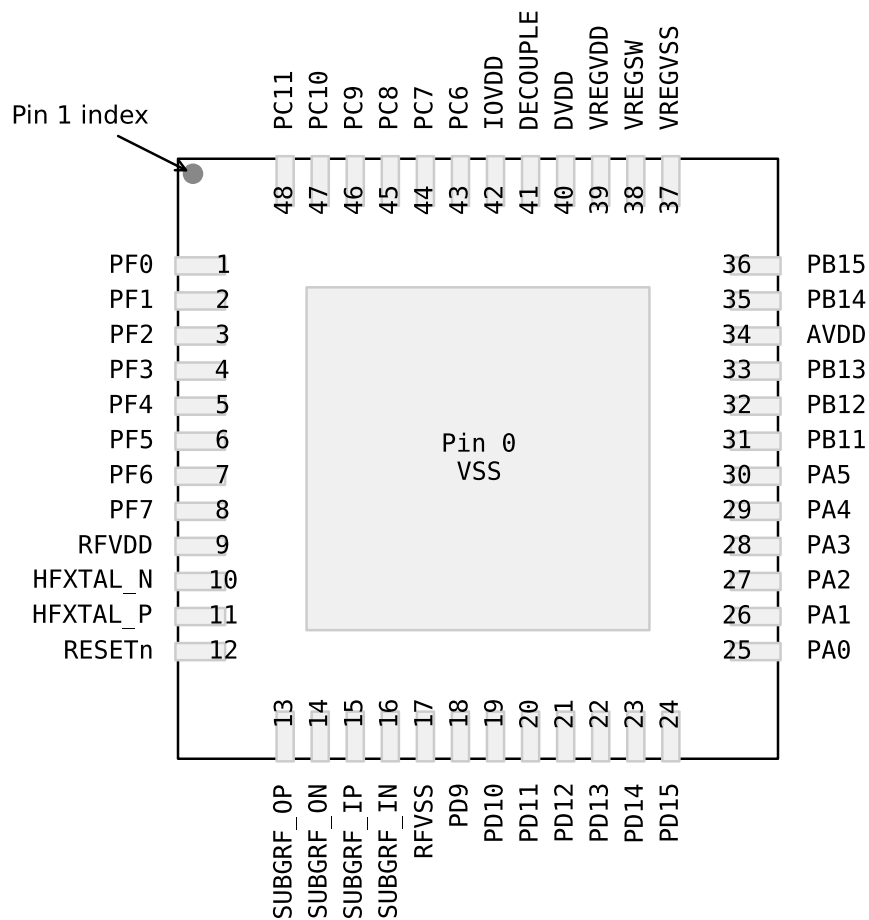 Pin 1 index
PC11
PC10
PC9
PC8
PC7
PC6
IOVDD
DECOUPLE
DVDD
VREGVDD
VREGSW
VREGVSS
48
47
46
45
44
43
42
41
40
39
38
37
PF0 1
PF1 2
PF2 3
PF3 4
PF4 5
PF5 6
PF6 7
PF7 8
RFVDD 9
HFXTAL_N 10
HFXTAL_P 11
RESETn 12
Pin 0
VSS
36 PB15
35 PB14
34 AVDD
33 PB13
32 PB12
31 PB11
30 PA5
29 PA4
28 PA3
27 PA2
26 PA1
25 PA0
13
14
15
16
17
18
19
20
21
22
23
24
SUBGRF_OP
SUBGRF_ON
SUBGRF_IP
SUBGRF_IN
RFVSS
PD9
PD10
PD11
PD12
PD13
PD14
PD15